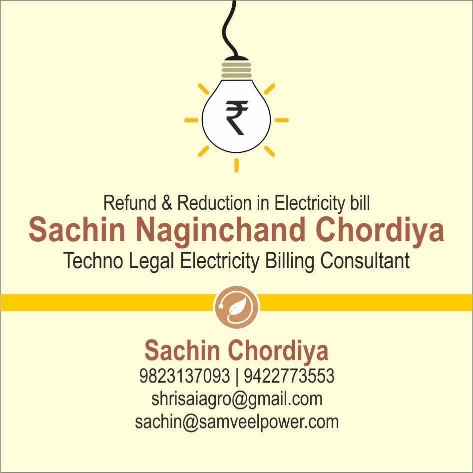 ₹
Refund & Reduction in Electricity bill
Sachin Naginchand Chordiya
Techno Legal Electricity Billing Consultant
Sachin Chordiya
9823137093 | 9422773553
shrisaiagro@gmail.com
sachin@samveelpower.com